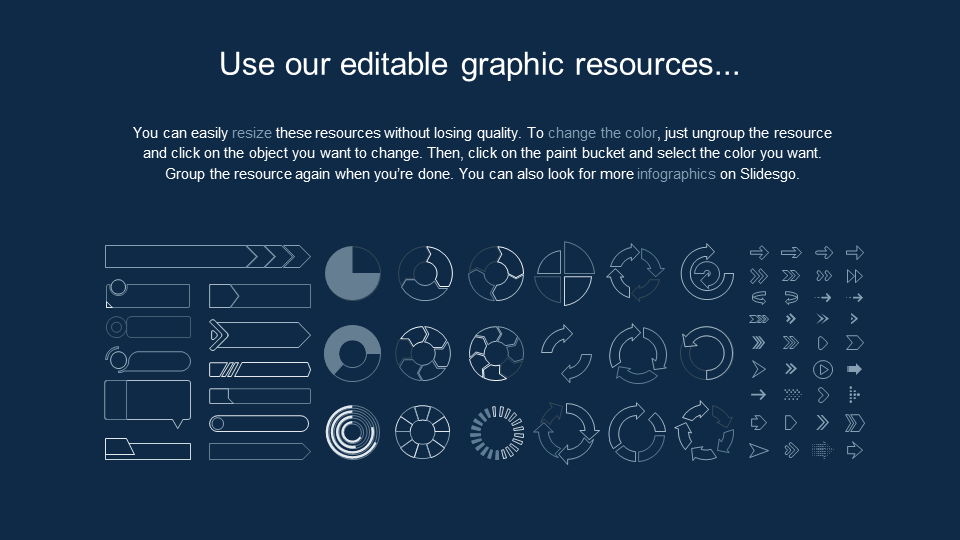 Use our editable graphic resources...
You can easily resize these resources without losing quality. To change the color, just ungroup the resource
and click on the object you want to change. Then, click on the paint bucket and select the color you want.
Group the resource again when you’re done. You can also look for more infographics on Slidesgo.